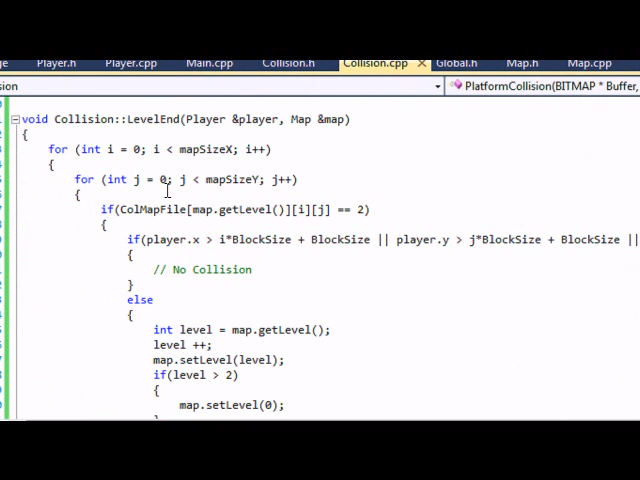 ge Player.h Player.cpp Main.cpp Collision.h Collision.cpp Global.h Map.h Map.cpp
sion PlatformCollision(BITMAP * Buffer,
void Collision::LevelEnd(Player &player, Map &map)
{
for (int i = 0; i < mapSizeX; i++)
{
for (int j = 0; j < mapSizeY; j++)
{
if(ColMapFile[map.getLevel()][i][j] == 2)
{
if(player.x > i*BlockSize + BlockSize || player.y > j*BlockSize + BlockSize ||
{
// No Collision
}
else
{
int level = map.getLevel();
level ++;
map.setLevel(level);
if(level > 2)
{
map.setLevel(0);